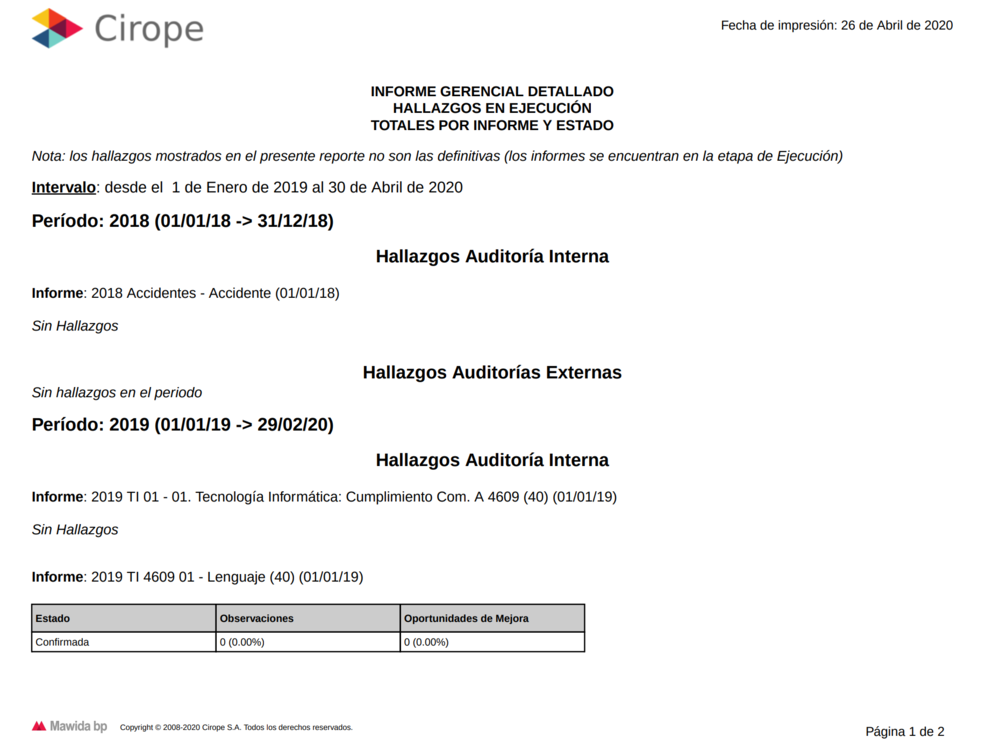 Cirope
Fecha de impresión: 26 de Abril de 2020
INFORME GERENCIAL DETALLADO
HALLAZGOS EN EJECUCIÓN
TOTALES POR INFORME Y ESTADO
Nota: los hallazgos mostrados en el presente reporte no son las definitivas (los informes se encuentran en la etapa de Ejecución)
Intervalo: desde el 1 de Enero de 2019 al 30 de Abril de 2020
Período: 2018 (01/01/18 -> 31/12/18)
Hallazgos Auditoría Interna
Informe: 2018 Accidentes - Accidente (01/01/18)
Sin Hallazgos
Hallazgos Auditorías Externas
Sin hallazgos en el periodo
Período: 2019 (01/01/19 -> 29/02/20)
Hallazgos Auditoría Interna
Informe: 2019 TI 01 - 01. Tecnología Informática: Cumplimiento Com. A 4609 (40) (01/01/19)
Sin Hallazgos
Informe: 2019 TI 4609 01 - Lenguaje (40) (01/01/19)
Estado Observaciones Oportunidades de Mejora
Confirmada 0 (0.00%) 0 (0.00%)
Mawida bp Copyright © 2008-2020 Cirope S.A. Todos los derechos reservados.
Página 1 de 2